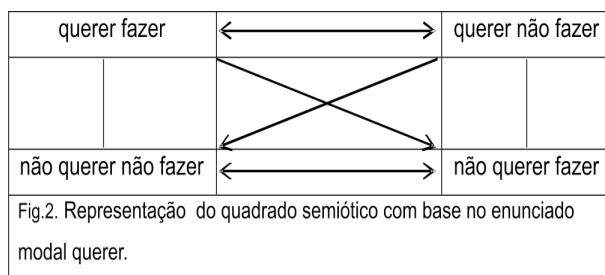 querer fazer querer não fazer
não querer não fazer não querer fazer
Fig.2. Representação do quadrado semiótico com base no enunciado
modal querer.